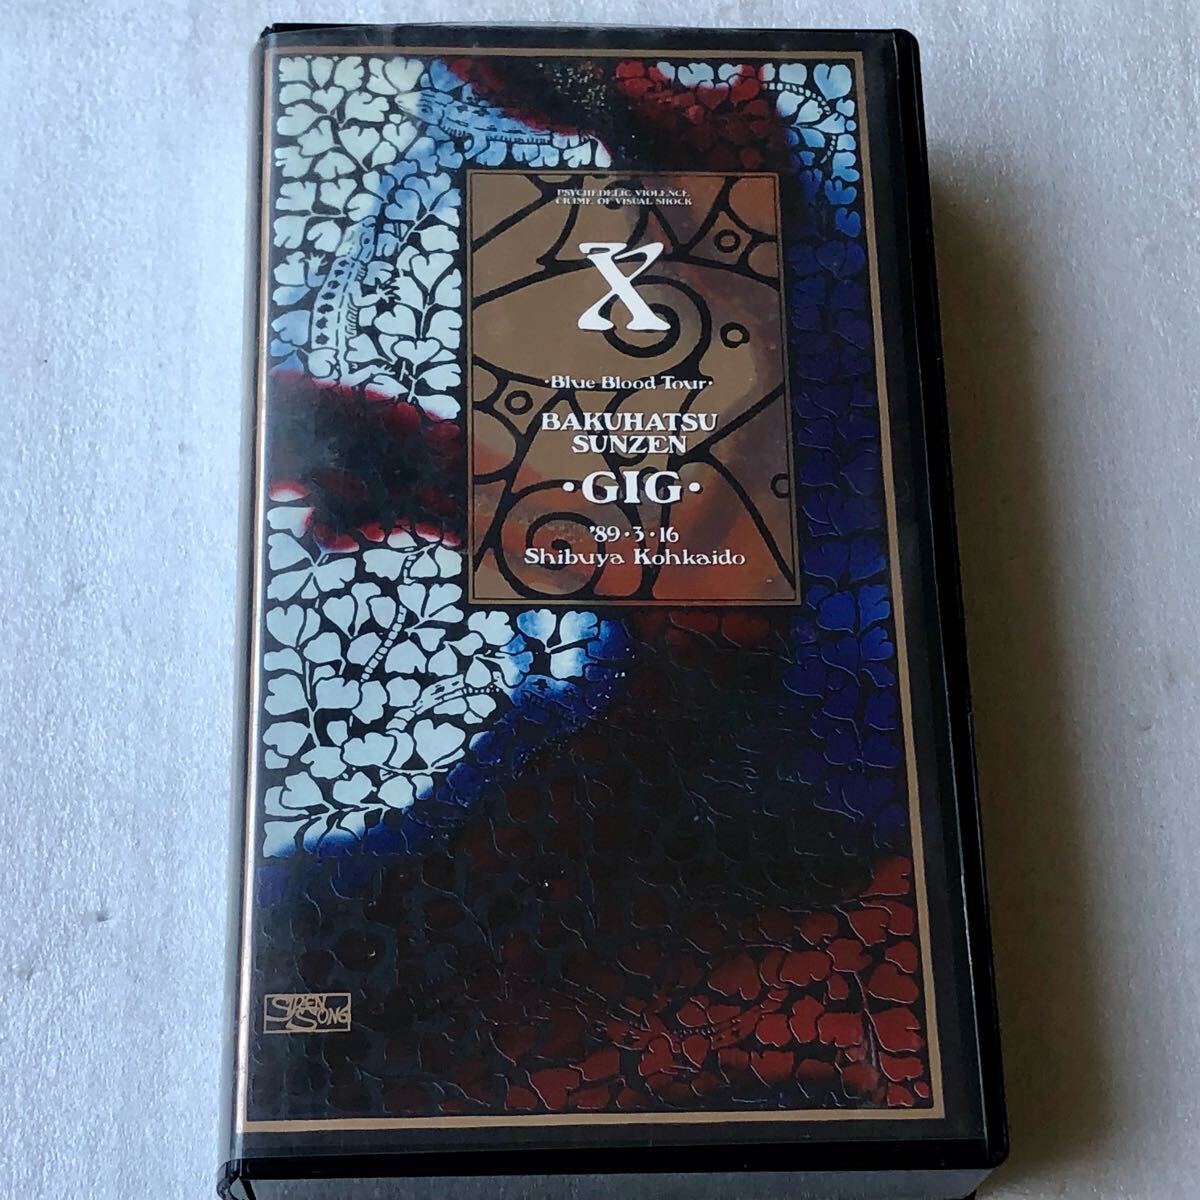 PSYCHEDELIC VIOLENCE
CRIME OF VISUAL SHOCK
X
·Blue Blood Tour·
BAKUHATSU
SUNZEN
·GIG·
'89·3·16
Shibuya Kohkaido
SIREN
SONG